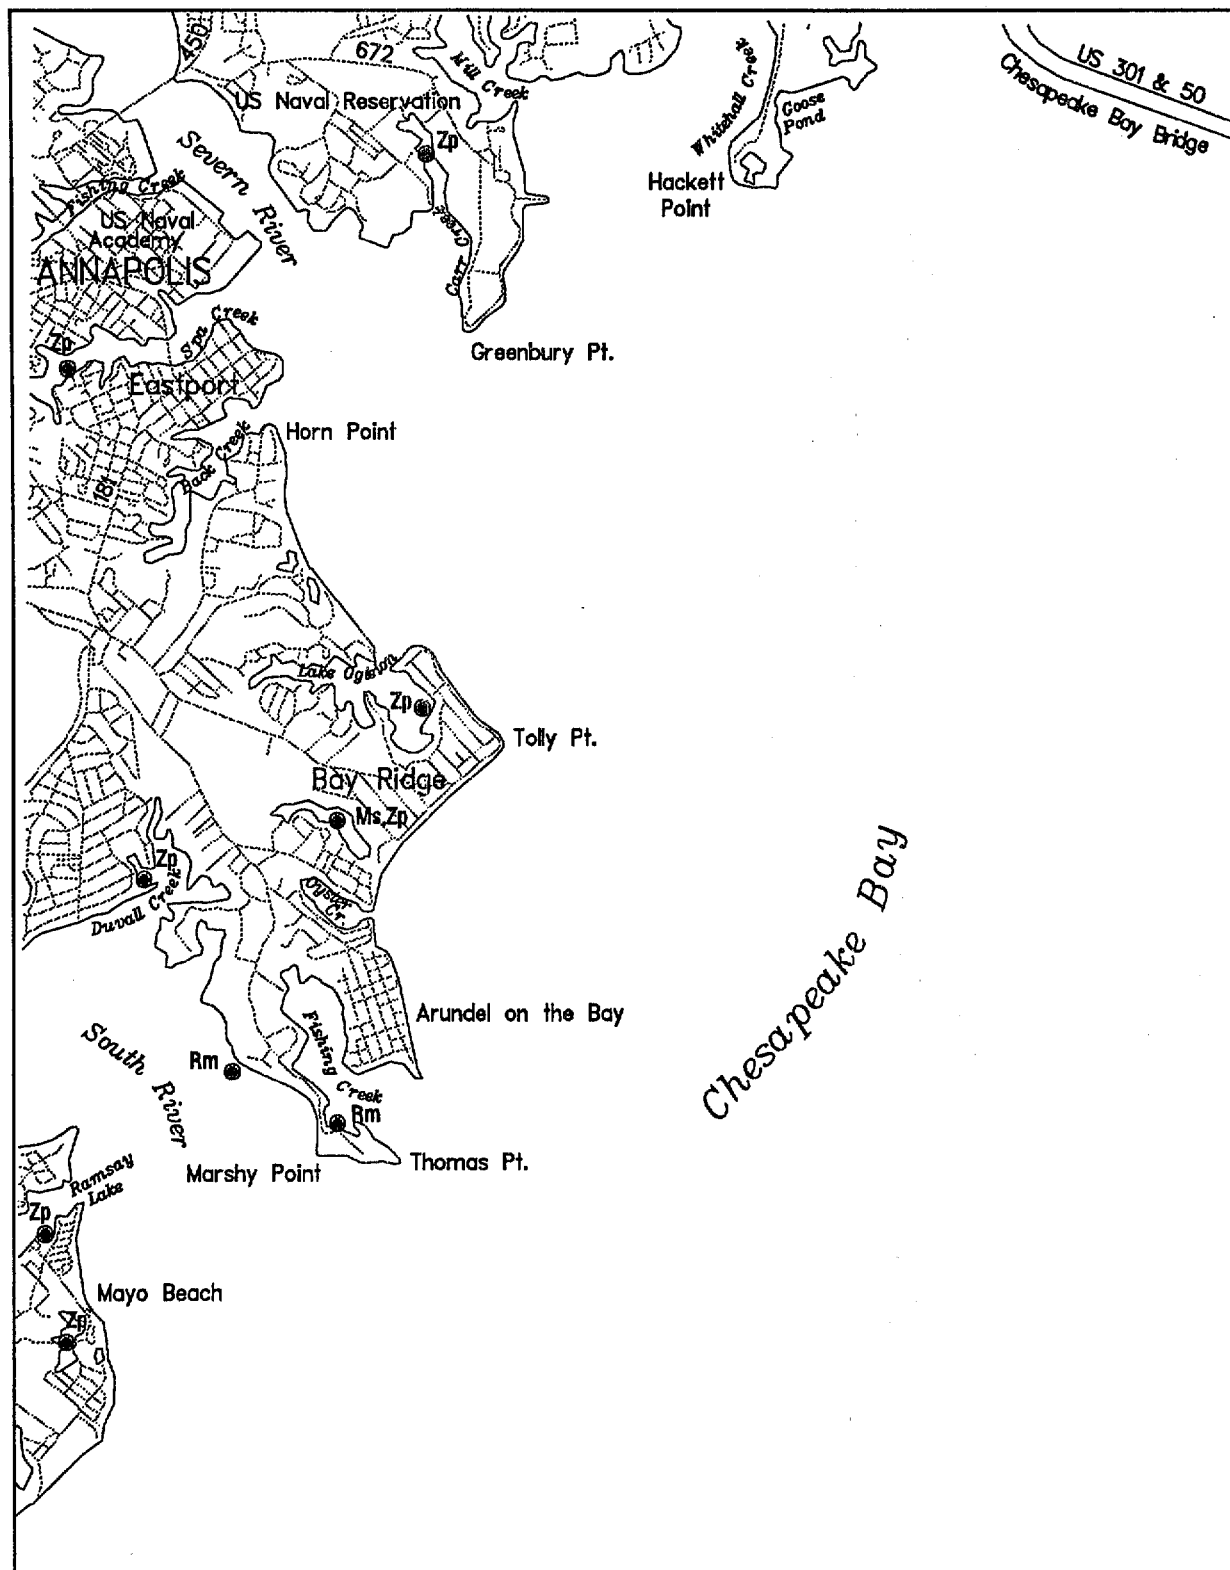 450
672
Mill Creek
US 301 & 50
Chesapeake Bay Bridge
Whitehall Creek
Goose
Pond
US Naval Reservation
Zp
Severn River
Hackett
Point
Fishing Creek
US Naval
Academy
ANNAPOLIS
Carr Creek
Spa Creek
Zp
Greenbury Pt.
Eastport
Horn Point
Back Creek
181
Lake Ogleton
Zp
Tolly Pt.
Bay Ridge
Ms,Zp
Zp
Duvall Creek
Oyster
Cr.
Chesapeake Bay
Arundel on the Bay
Fishing Creek
South River
Rm
Rm
Thomas Pt.
Marshy Point
Ramsay
Lake
Zp
Mayo Beach
Zp